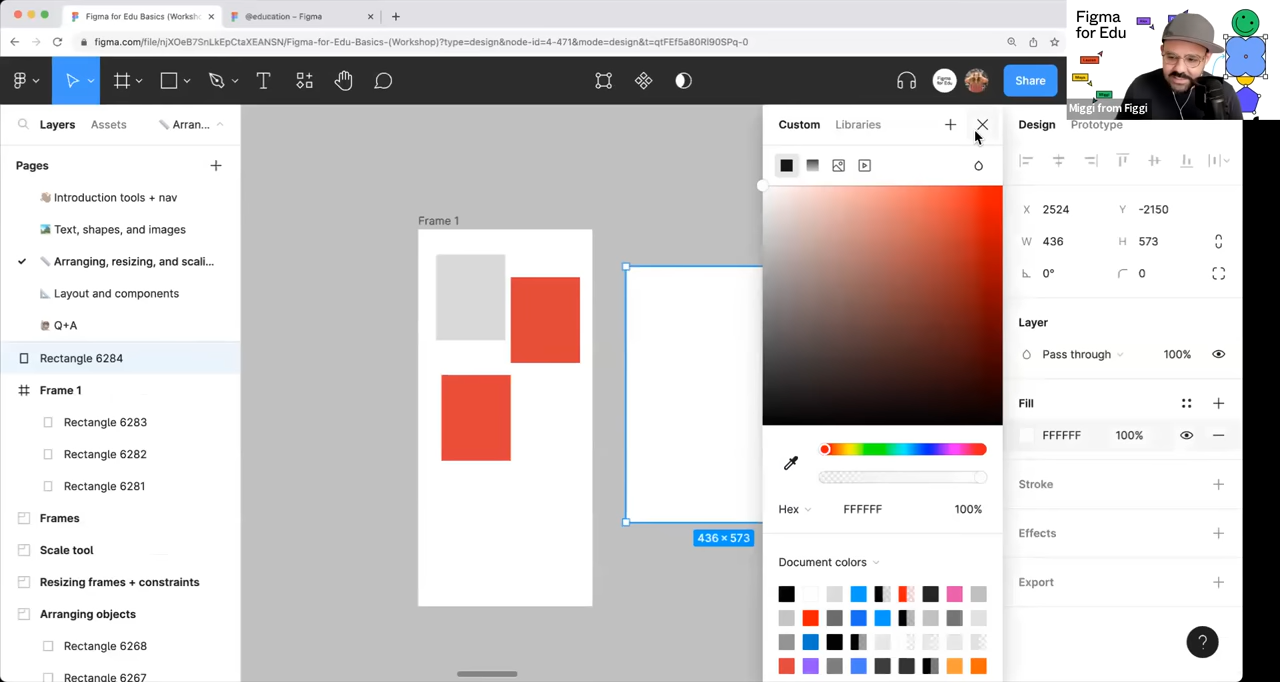 Figma for Edu Basics (Worksh
@education – Figma
figma.com/file/njXOeB7SnLkEpCtaXEANSN/Figma-for-Edu-Basics-(Workshop)?type=design&node-id=4-471&mode=design&t=qtFEf5a80Rl90SPq-0
Figma
for Edu
Miggi from Figgi
Share
Layers
Assets
Arran...
Custom
Libraries
Design
Prototype
Pages
Introduction tools + nav
Text, shapes, and images
Arranging, resizing, and scali...
Layout and components
Q+A
Rectangle 6284
Frame 1
Rectangle 6283
Rectangle 6282
Rectangle 6281
Frames
Scale tool
Resizing frames + constraints
Arranging objects
Rectangle 6268
Rectangle 6267
Frame 1
436 × 573
Hex
FFFFFF
100%
Document colors
X 2524
Y -2150
W 436
H 573
0°
0
Layer
Pass through
100%
Fill
FFFFFF
100%
Stroke
Effects
Export
?